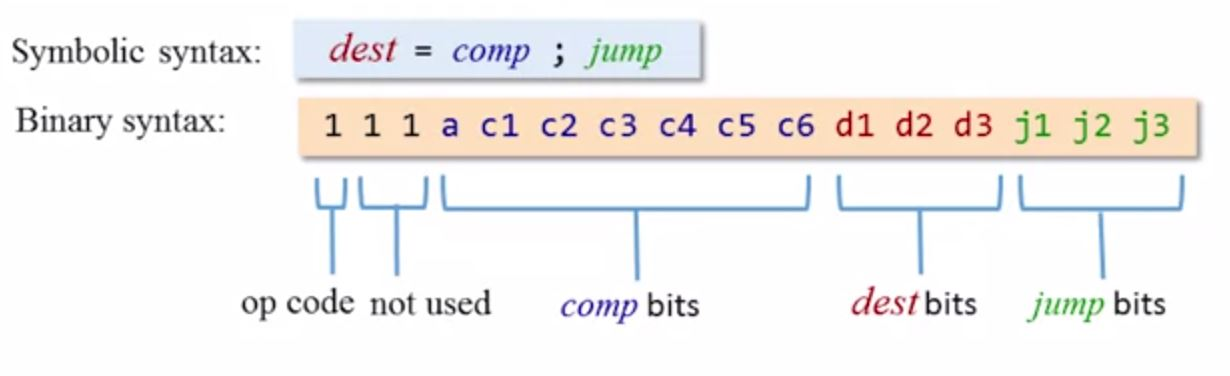 Symbolic syntax: dest = comp ; jump
Binary syntax: 1 1 1 a c1 c2 c3 c4 c5 c6 d1 d2 d3 j1 j2 j3
op code not used comp bits dest bits jump bits